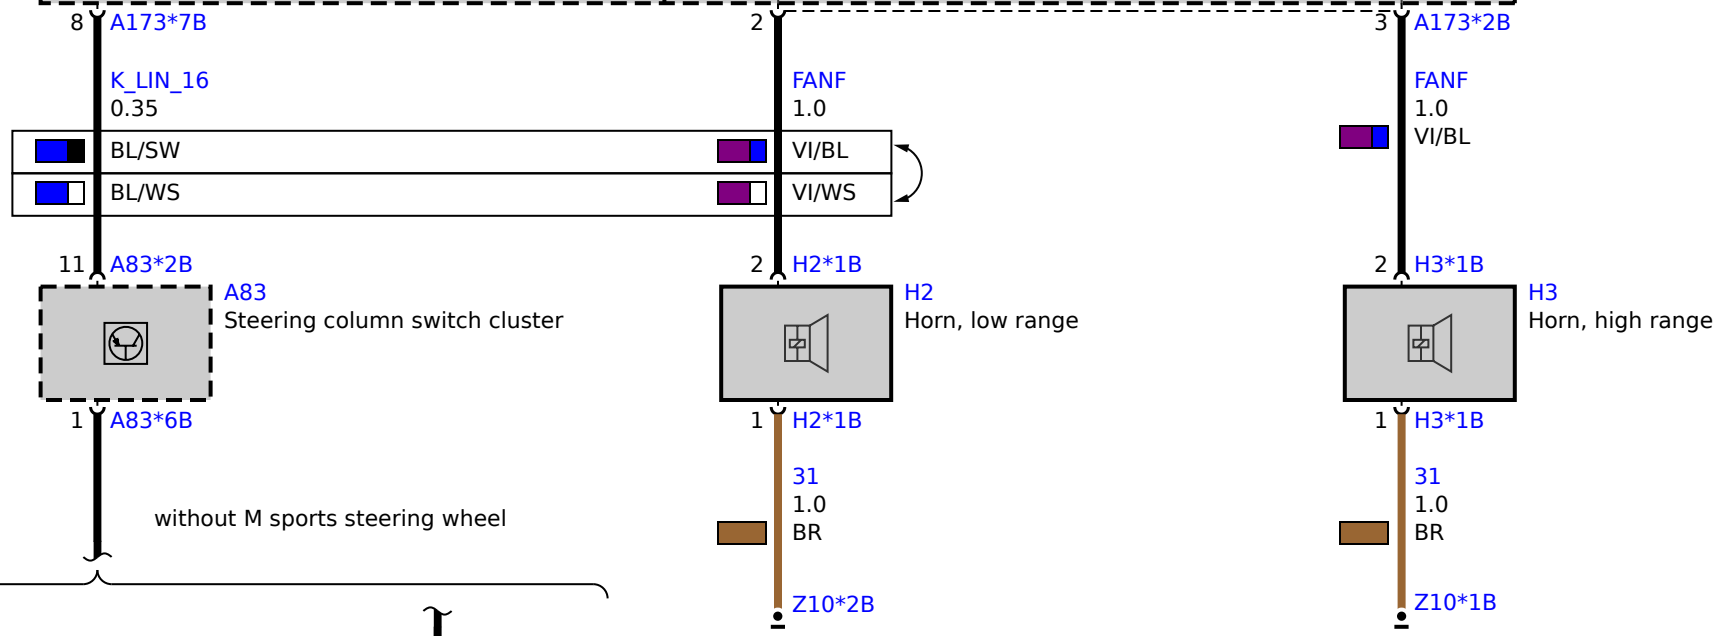 8 A173*7B
2
3 A173*2B
K_LIN_16
0.35
FANF
1.0
FANF
1.0
VI/BL
BL/SW
VI/BL
BL/WS
VI/WS
11 A83*2B
2 H2*1B
2 H3*1B
A83
Steering column switch cluster
H2
Horn, low range
H3
Horn, high range
1 A83*6B
1 H2*1B
1 H3*1B
31
1.0
BR
31
1.0
BR
without M sports steering wheel
Z10*2B
Z10*1B